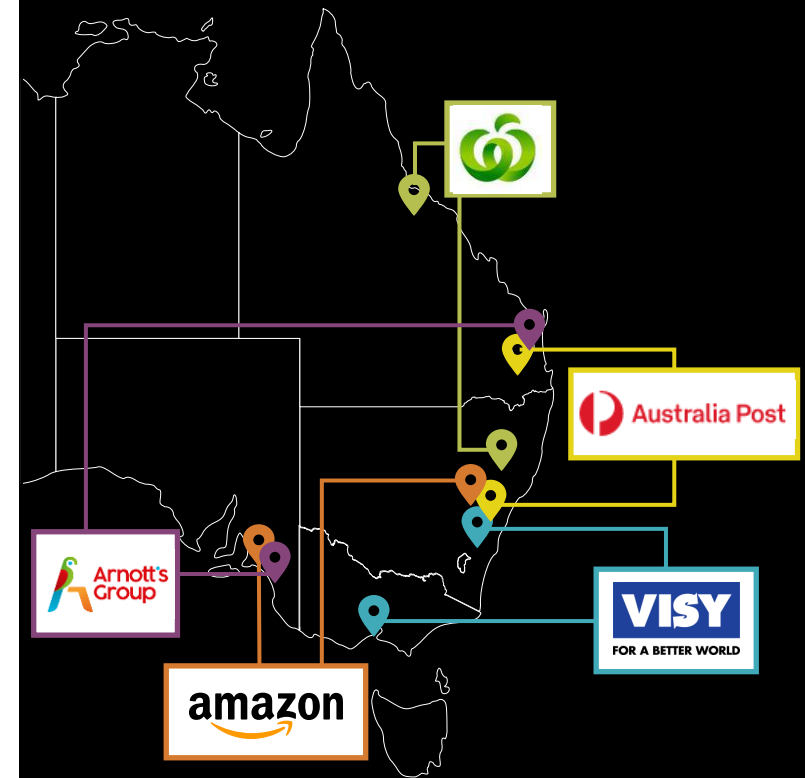 Australia Post
Arnott's
Group
VISY
FOR A BETTER WORLD
amazon